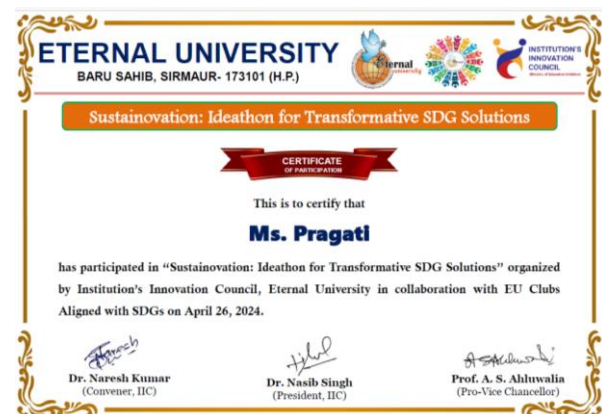 ETERNAL UNIVERSITY
BARU SAHIB, SIRMAUR- 173101 (H.P.)
Eternal
university
INSTITUTION'S
INNOVATION
COUNCIL
Sustainovation: Ideathon for Transformative SDG Solutions
CERTIFICATE
OF PARTICIPATION
This is to certify that
Ms. Pragati
has participated in “Sustainovation: Ideathon for Transformative SDG Solutions” organized
by Institution’s Innovation Council, Eternal University in collaboration with EU Clubs
Aligned with SDGs on April 26, 2024.
Dr. Naresh Kumar
(Convener, IIC)
Dr. Nasib Singh
(President, IIC)
Prof. A. S. Ahluwalia
(Pro-Vice Chancellor)